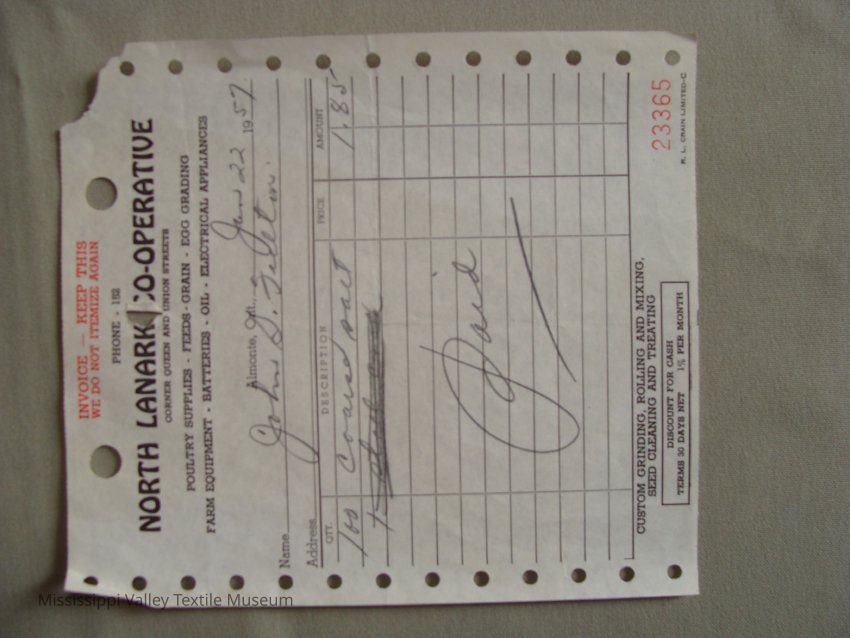 INVOICE — KEEP THIS
WE DO NOT ITEMIZE AGAIN
PHONE - 152
NORTH LANARK CO-OPERATIVE
CORNER QUEEN AND UNION STREETS
POULTRY SUPPLIES - FEEDS - GRAIN - EGG GRADING
FARM EQUIPMENT - BATTERIES - OIL - ELECTRICAL APPLIANCES
Almonte, Ont., Jan 22 1957
Name John S.
Address
QTY. DESCRIPTION PRICE AMOUNT
100 coarse salt 1.85
Paid
CUSTOM GRINDING, ROLLING AND MIXING,
SEED CLEANING AND TREATING
DISCOUNT FOR CASH
TERMS 30 DAYS NET 1% PER MONTH
23365
R. L. CRAIN LIMITED-C
Mississippi Valley Textile Museum